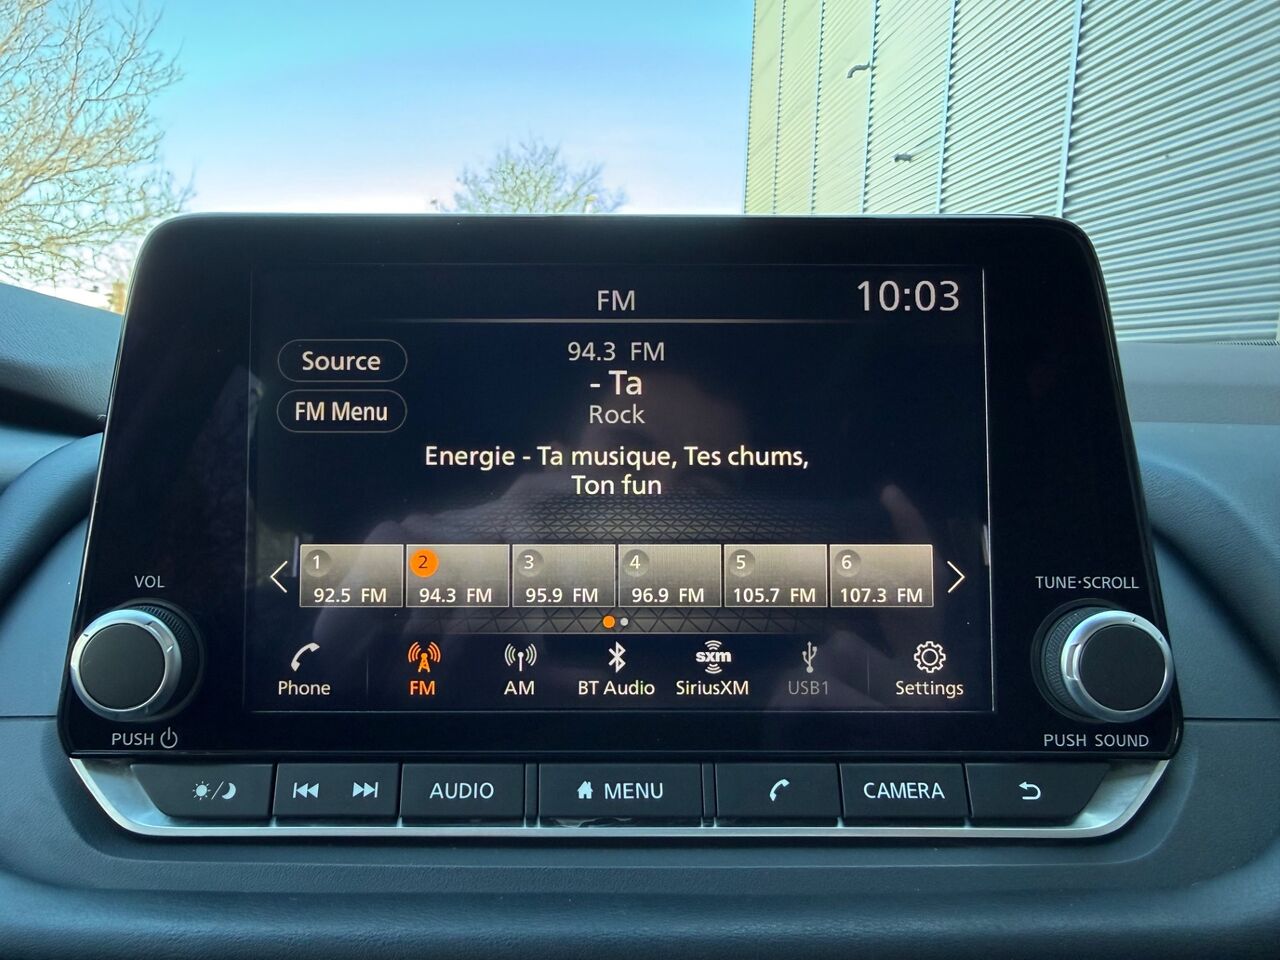 FM
10:03
Source
94.3 FM
- Ta
FM Menu
Rock
Energie - Ta musique, Tes chums,
Ton fun
1
2
3
4
5
6
92.5 FM
94.3 FM
95.9 FM
96.9 FM
105.7 FM
107.3 FM
VOL
TUNE·SCROLL
sxm
Phone
FM
AM
BT Audio
SiriusXM
USB1
Settings
PUSH
PUSH SOUND
AUDIO
MENU
CAMERA